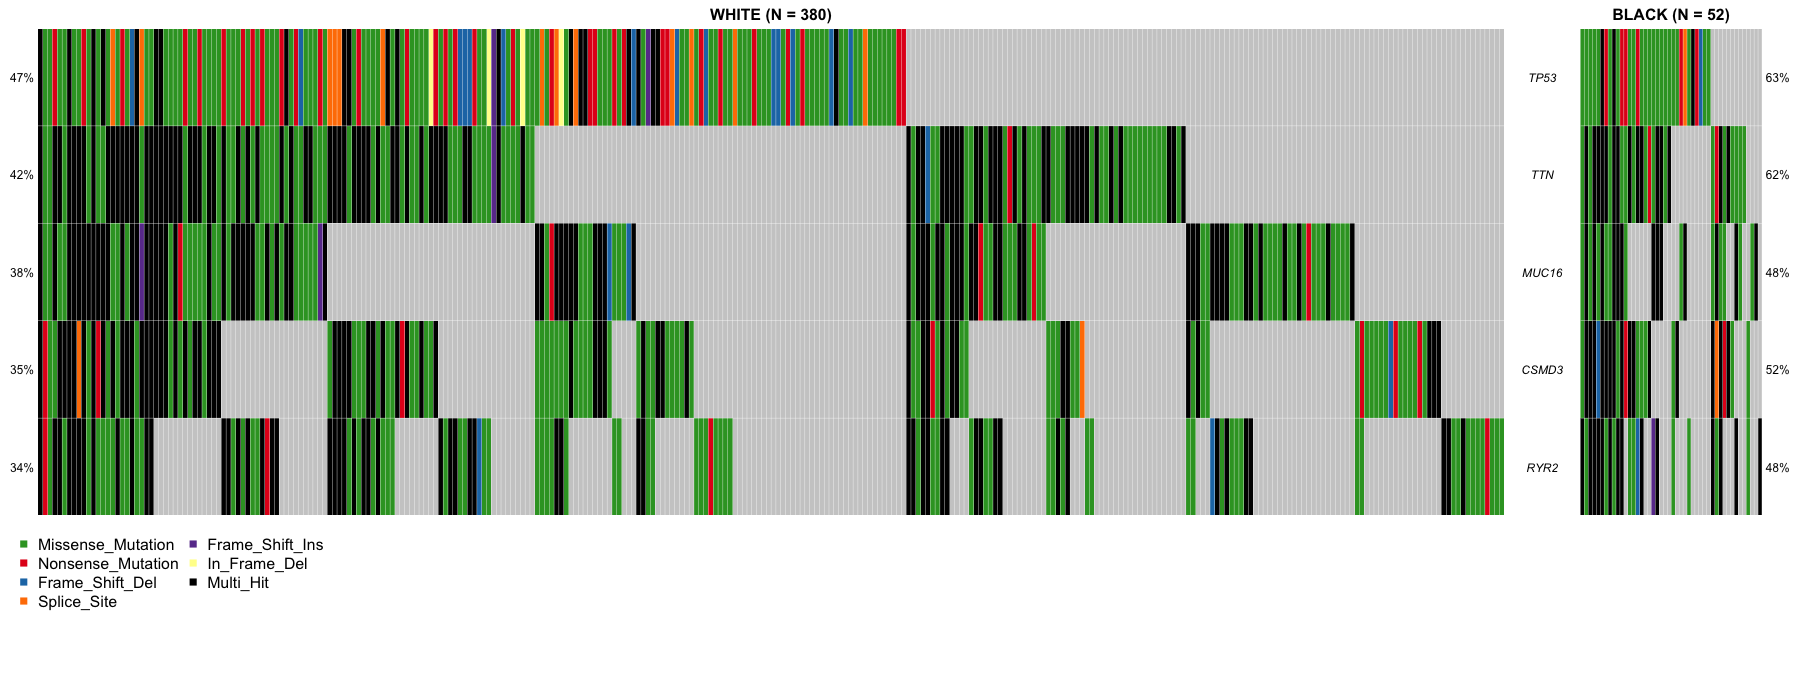 WHITE (N = 380) BLACK (N = 52)
47% TP53 63%
42% TTN 62%
38% MUC16 48%
35% CSMD3 52%
34% RYR2 48%
Missense_Mutation Frame_Shift_Ins
Nonsense_Mutation In_Frame_Del
Frame_Shift_Del Multi_Hit
Splice_Site